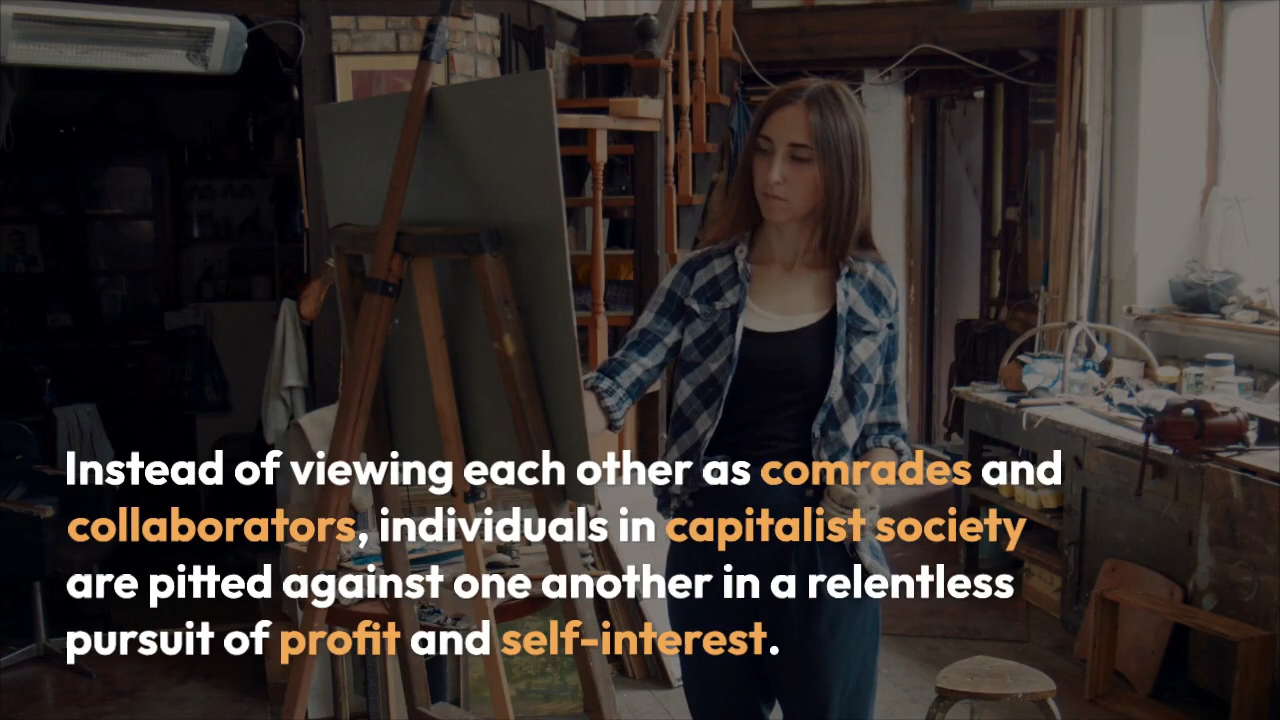 Instead of viewing each other as comrades and
collaborators, individuals in capitalist society
are pitted against one another in a relentless
pursuit of profit and self-interest.